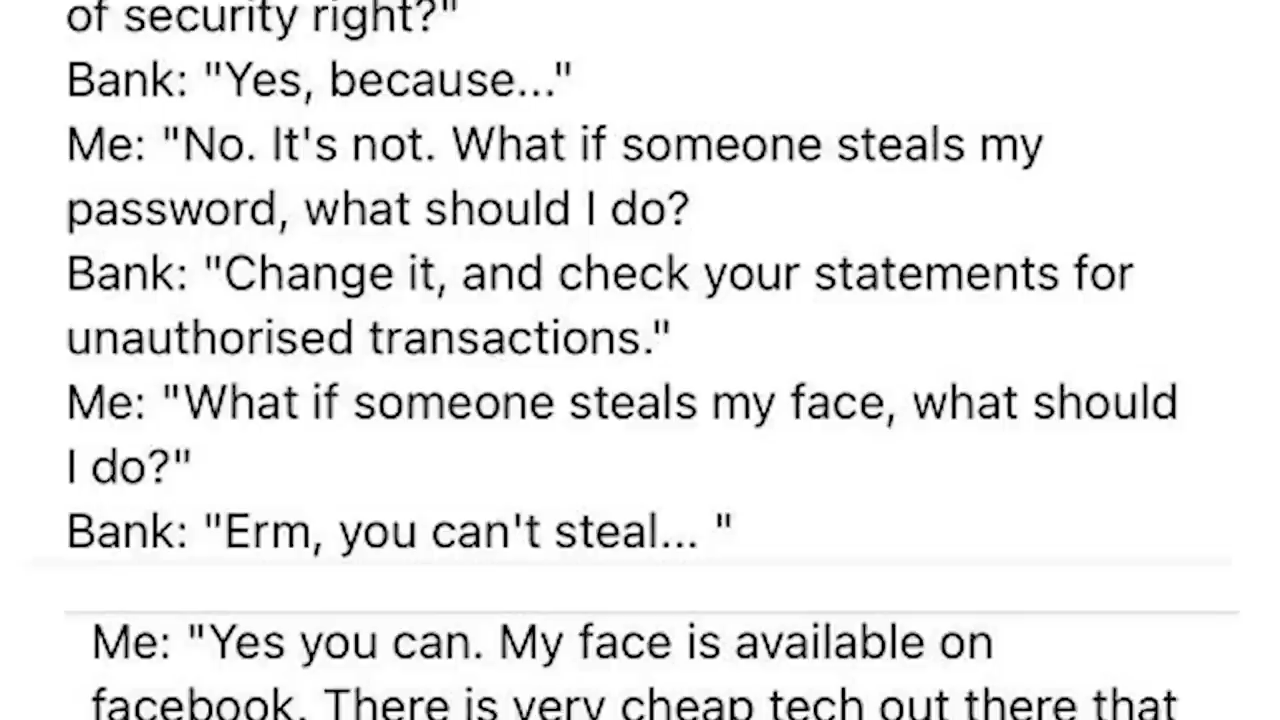 of security right?"
Bank: "Yes, because..."
Me: "No. It's not. What if someone steals my
password, what should I do?
Bank: "Change it, and check your statements for
unauthorised transactions."
Me: "What if someone steals my face, what should
I do?"
Bank: "Erm, you can't steal... "
Me: "Yes you can. My face is available on
facebook. There is very cheap tech out there that